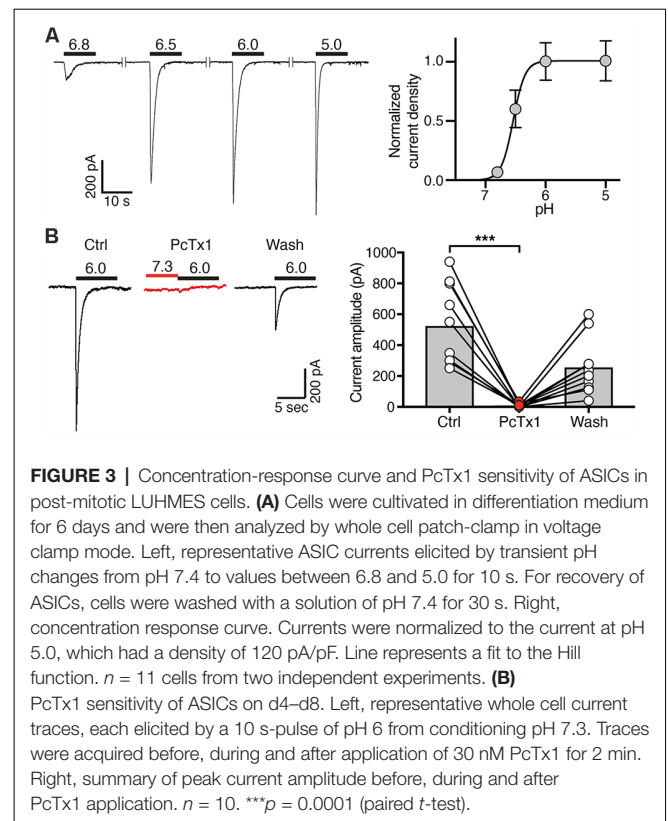 A
6.8 6.5 6.0 5.0
200 pA
10 s
Normalized
current density
1.0
0.5
0.0
7 6 5
pH
B
Ctrl PcTx1 Wash
6.0 7.3 6.0 6.0
200 pA
5 sec
Current amplitude (pA)
1000
800
600
400
200
0
***
Ctrl PcTx1 Wash
FIGURE 3 | Concentration-response curve and PcTx1 sensitivity of ASICs in
post-mitotic LUHMES cells. (A) Cells were cultivated in differentiation medium
for 6 days and were then analyzed by whole cell patch-clamp in voltage
clamp mode. Left, representative ASIC currents elicited by transient pH
changes from pH 7.4 to values between 6.8 and 5.0 for 10 s. For recovery of
ASICs, cells were washed with a solution of pH 7.4 for 30 s. Right,
concentration response curve. Currents were normalized to the current at pH
5.0, which had a density of 120 pA/pF. Line represents a fit to the Hill
function. n = 11 cells from two independent experiments. (B)
PcTx1 sensitivity of ASICs on d4–d8. Left, representative whole cell current
traces, each elicited by a 10 s-pulse of pH 6 from conditioning pH 7.3. Traces
were acquired before, during and after application of 30 nM PcTx1 for 2 min.
Right, summary of peak current amplitude before, during and after
PcTx1 application. n = 10. ***p = 0.0001 (paired t-test).